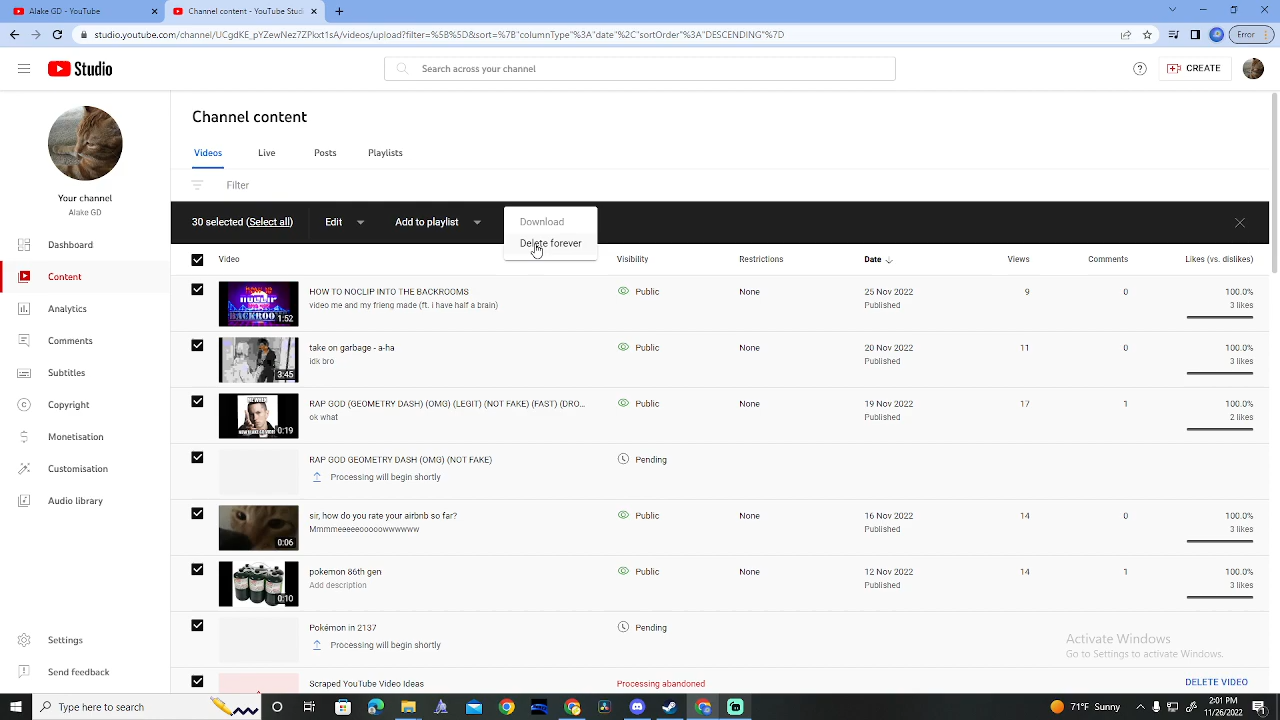 Alake GD - YouTube
Channel content - YouTube Studi
studio.youtube.com/channel/UCgdKE_pYZewNez7ZPlot1sA/videos/upload?filter=%5B%5D&sort=%7B"columnType"%3A"date"%2C"sortOrder"%3A"DESCENDING"%7D
Error
Studio
Search across your channel
CREATE
Channel content
Videos
Live
Posts
Playlists
Your channel
Alake GD
Filter
30 selected (Select all)
Edit
Add to playlist
Download
Delete forever
Dashboard
Content
Analytics
Comments
Subtitles
Copyright
Monetisation
Customisation
Audio library
Settings
Send feedback
Video
Visibility
Restrictions
Date
Views
Comments
Likes (vs. dislikes)
1:52
HOW TO NOCLIP INTO THE BACKROOMS
video me and my frieng made (ft. i have half a brain)
Public
None
25 Nov 2022
Published
9
100.0%
3 likes
3:45
take on garbage - a-ha
idk bro
Public
None
20 Nov 2022
Published
11
0
100.0%
3 likes
0:19
RAP GOD (GEOMETRY DASH) (OMG) (LEGIT) (NOT FAKE) (FAST) (DRO...
ok what
Public
None
19 Nov 2022
Published
17
1
100.0%
2 likes
RAP GOD GEOMETRY DASH (OMG) (NOT FAKE)
Processing will begin shortly
Pending
0:06
sir, how do you rate your airbnb so far?
Mmmmeeeeeooooowwwwww
Public
None
16 Nov 2022
Published
14
0
100.0%
3 likes
0:10
pokemon 86th gen
Add description
Public
None
12 Nov 2022
Published
14
1
100.0%
3 likes
Pokémon in 2137
Processing will begin shortly
Pending
Scraped YouTube Video Ideas
Processing abandoned
DELETE VIDEO
Activate Windows
Go to Settings to activate Windows.
Type here to search
71°F Sunny
2:01 PM
11/26/2022